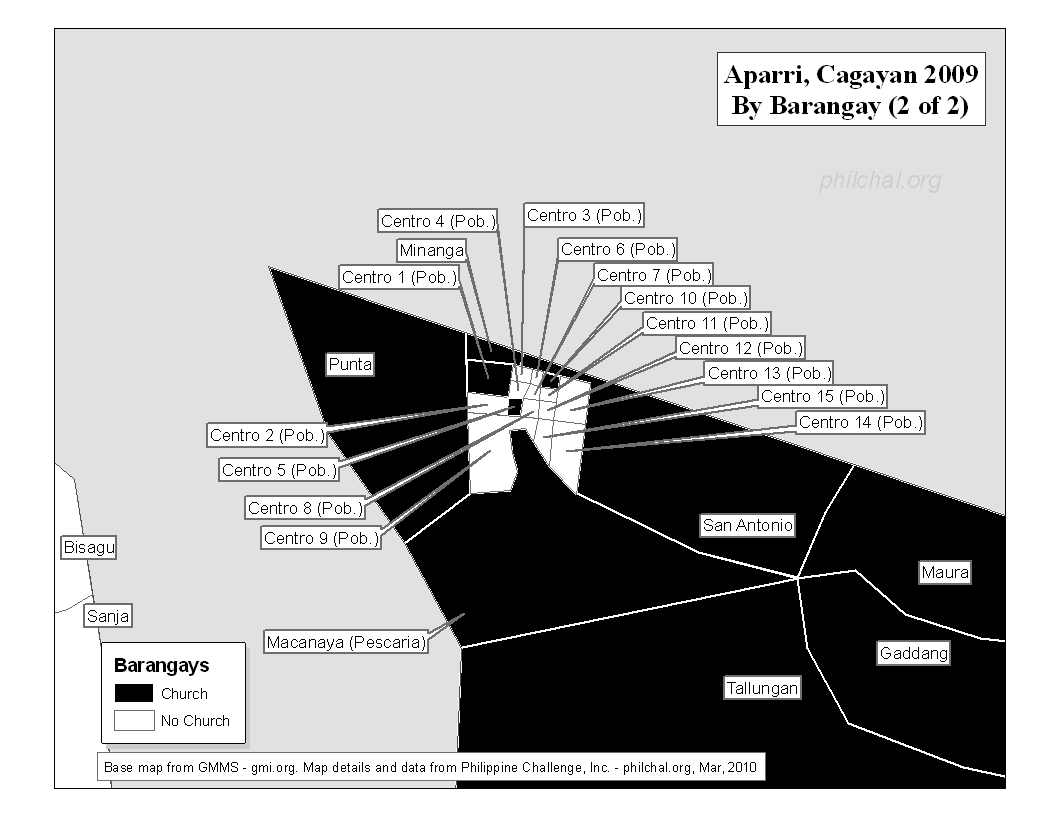 Aparri, Cagayan 2009
By Barangay (2 of 2)
philchal.org
Centro 3 (Pob.)
Centro 4 (Pob.)
Minanga
Centro 6 (Pob.)
Centro 1 (Pob.)
Centro 7 (Pob.)
Centro 10 (Pob.)
Centro 11 (Pob.)
Centro 12 (Pob.)
Punta
Centro 13 (Pob.)
Centro 15 (Pob.)
Centro 14 (Pob.)
Centro 2 (Pob.)
Centro 5 (Pob.)
Centro 8 (Pob.)
San Antonio
Centro 9 (Pob.)
Bisagu
Maura
Sanja
Macanaya (Pescaria)
Gaddang
Tallungan
Barangays
Church
No Church
Base map from GMMS - gmi.org. Map details and data from Philippine Challenge, Inc. - philchal.org, Mar, 2010